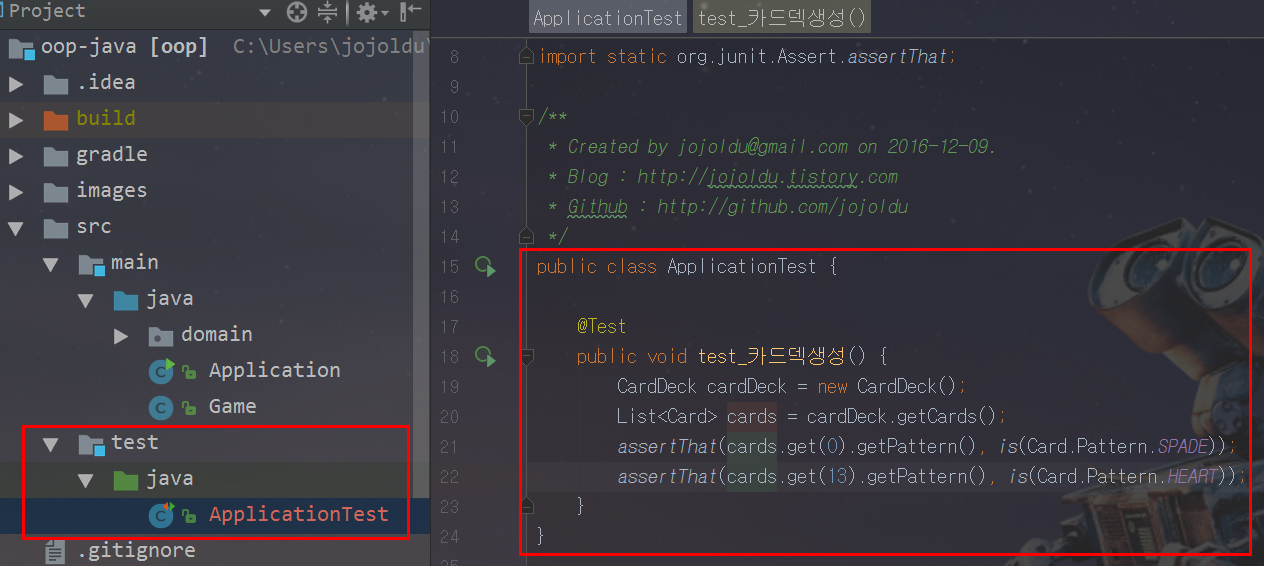 Project
oop-java [oop] C:\Users\jojoldu\
.idea
build
gradle
images
src
main
java
domain
Application
Game
test
java
ApplicationTest
.gitignore
ApplicationTest test_카드덱생성()
8 import static org.junit.Assert.assertThat;
9
10 /**
11 * Created by jojoldu@gmail.com on 2016-12-09.
12 * Blog : http://jojoldu.tistory.com
13 * Github : http://github.com/jojoldu
14 */
15 public class ApplicationTest {
16
17 @Test
18 public void test_카드덱생성() {
19 CardDeck cardDeck = new CardDeck();
20 List<Card> cards = cardDeck.getCards();
21 assertThat(cards.get(0).getPattern(), is(Card.Pattern.SPADE));
22 assertThat(cards.get(13).getPattern(), is(Card.Pattern.HEART));
23 }
24 }
25